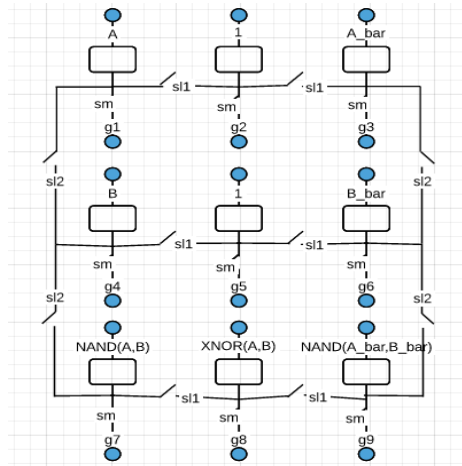 A 1 A_bar
sl1 sl1
sm sm sm
g1 g2 g3
sl2 sl2
B 1 B_bar
sl1 sl1
sm sm sm
g4 g5 g6
sl2 sl2
NAND(A,B) XNOR(A,B) NAND(A_bar,B_bar)
sl1 sl1
sm sm sm
g7 g8 g9